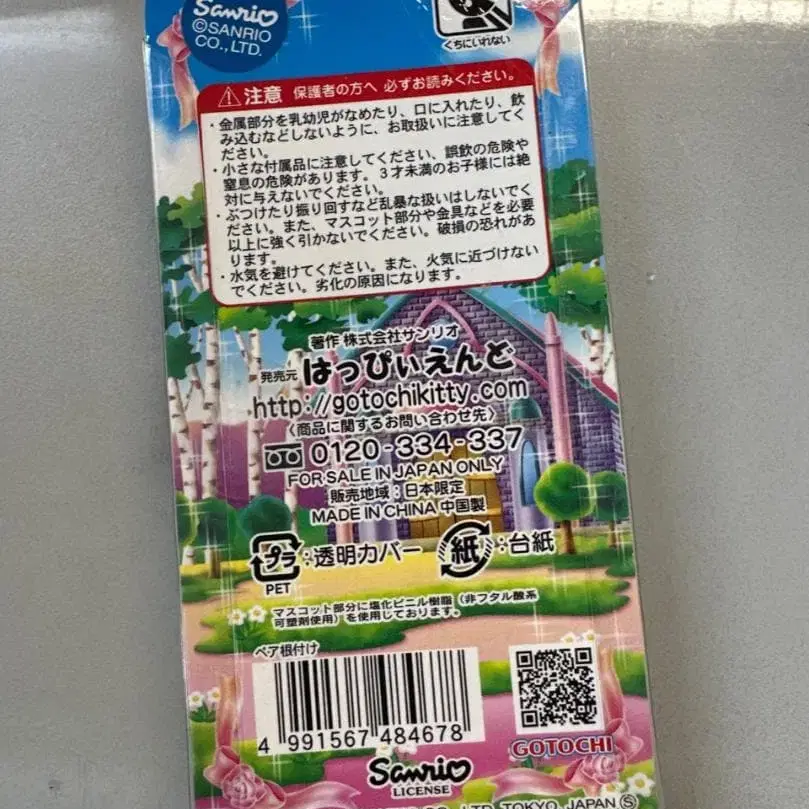 Sanrio
©SANRIO
CO., LTD.
くちにいれない
注意 保護者の方へ 必ずお読みください。
・金属部分を乳幼児がなめたり、口に入れたり、飲
み込むなどしないように、お取扱いに注意してく
ださい。
・小さな付属品に注意してください、誤飲の危険や
窒息の危険があります。3才未満のお子様には絶
対に与えないでください。
・ぶつけたり振り回すなど乱暴な扱いはしないでく
ださい。また、マスコット部分や金具などを必要
以上に強く引かないでください。破損の恐れがあ
ります。
・水気を避けてください。また、火気に近づけない
でください。劣化の原因になります。
著作 株式会社サンリオ
発売元 はっぴぃえんど
http://gotochikitty.com
〈商品に関するお問い合わせ先〉
0120-334-337
FOR SALE IN JAPAN ONLY
販売地域：日本限定
MADE IN CHINA 中国製
プラ：透明カバー 紙：台紙
PET
マスコット部分に塩化ビニル樹脂（非フタル酸系
可塑剤使用）を使用しております。
ペア根付け
4 991567 484678
GOTOCHI
Sanrio
LICENSE
CO., LTD., TOKYO, JAPAN Ⓢ